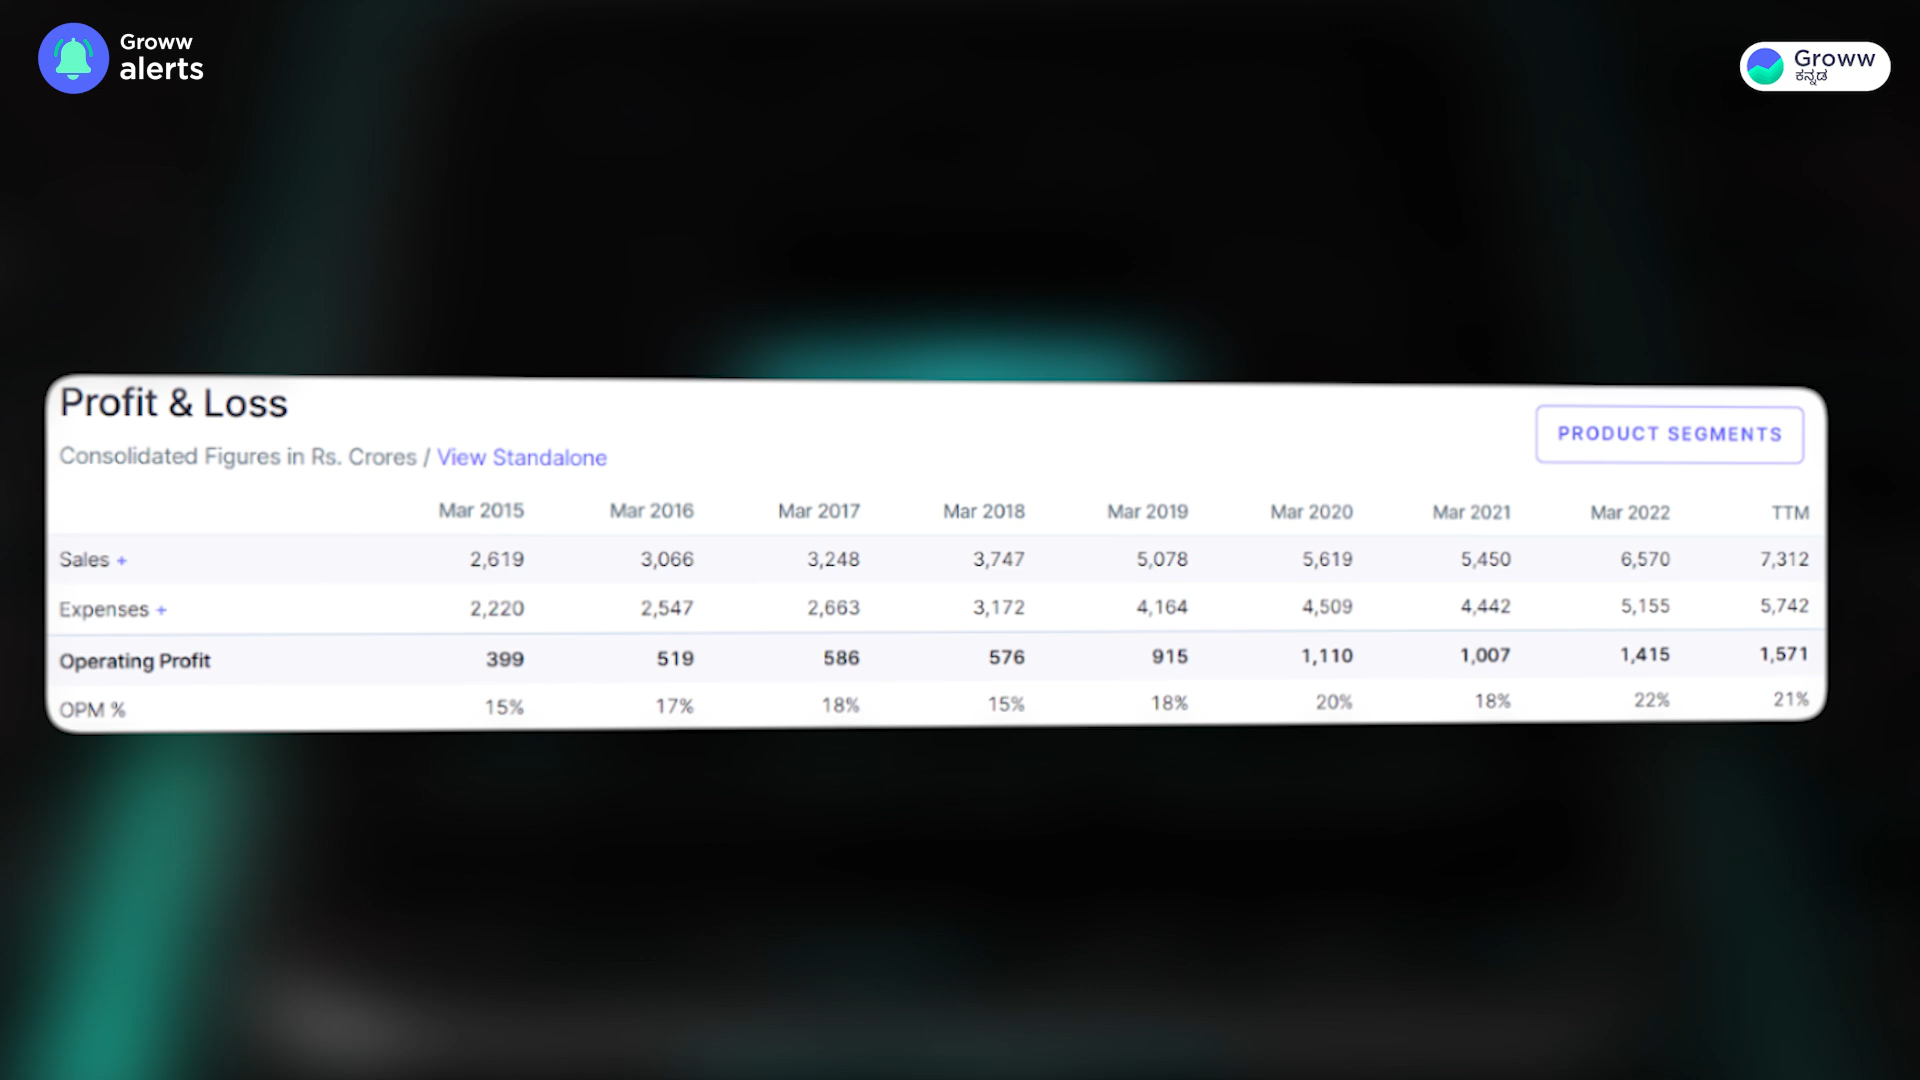 Groww
alerts
Groww
ಕನ್ನಡ
Profit & Loss
PRODUCT SEGMENTS
Consolidated Figures in Rs. Crores / View Standalone
Mar 2015 Mar 2016 Mar 2017 Mar 2018 Mar 2019 Mar 2020 Mar 2021 Mar 2022 TTM
Sales + 2,619 3,066 3,248 3,747 5,078 5,619 5,450 6,570 7,312
Expenses + 2,220 2,547 2,663 3,172 4,164 4,509 4,442 5,155 5,742
Operating Profit 399 519 586 576 915 1,110 1,007 1,415 1,571
OPM % 15% 17% 18% 15% 18% 20% 18% 22% 21%